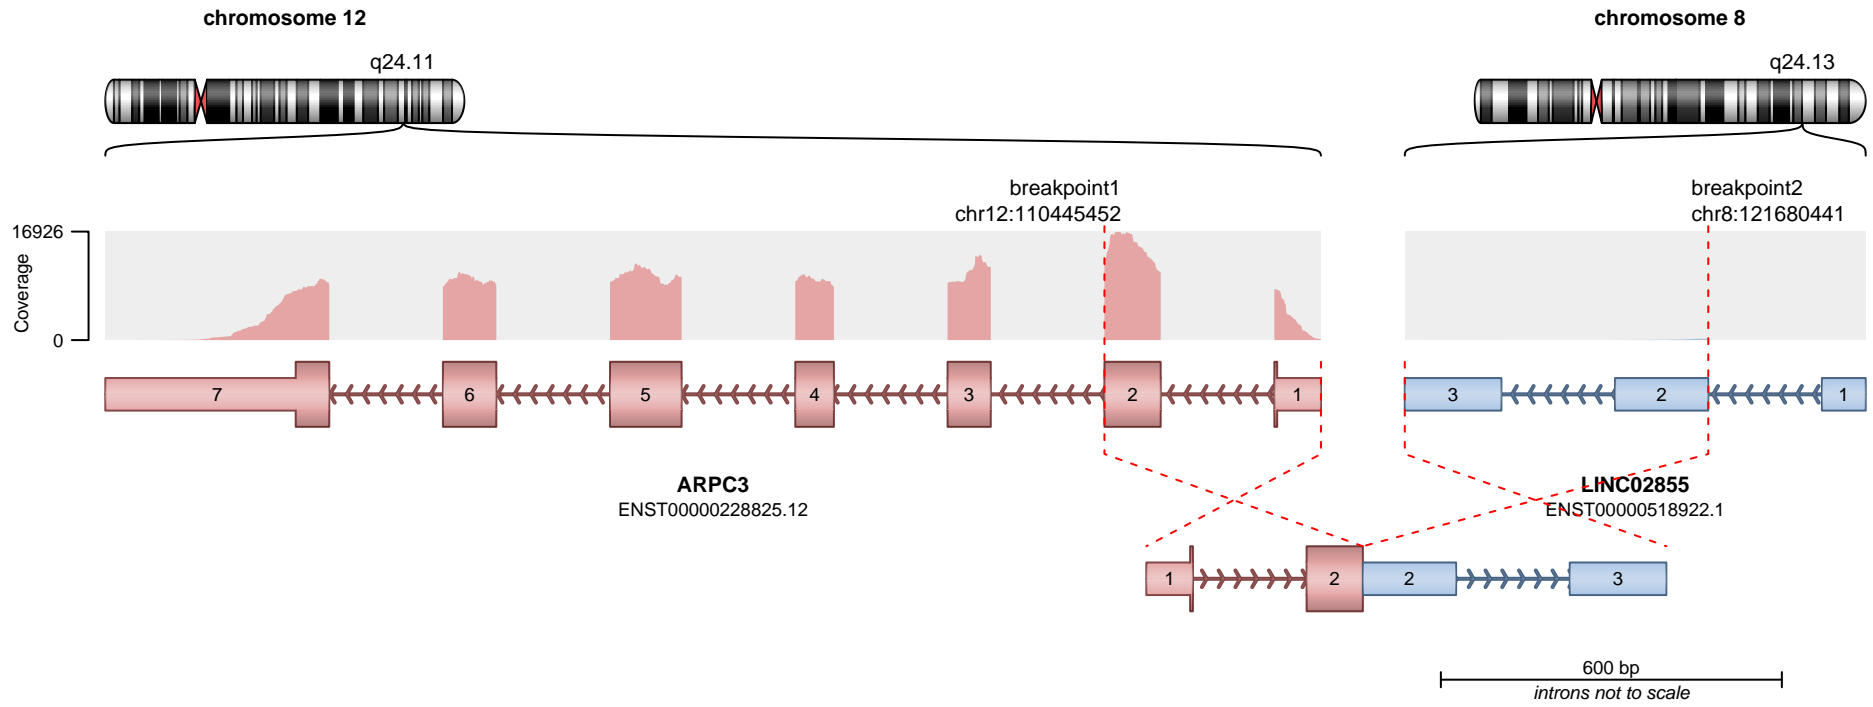 chromosome 12
chromosome 8
q24.11
q24.13
breakpoint1
chr12:110445452
breakpoint2
chr8:121680441
16926
Coverage
0
7 6 5 4 3 2 1
3 2 1
ARPC3
ENST00000228825.12
LINC02855
ENST00000518922.1
1 2 2 3
600 bp
introns not to scale